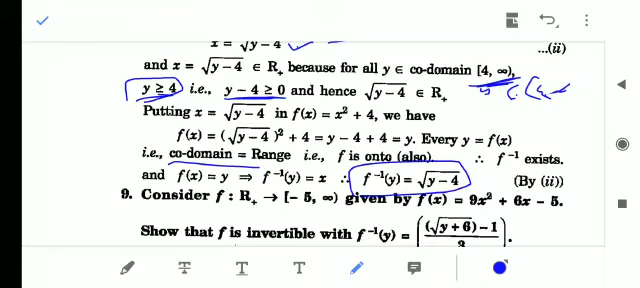 x = √y − 4 ...(ii)
and x = √y − 4 ∈ R₊ because for all y ∈ co-domain [4, ∞),
y ≥ 4 i.e., y − 4 ≥ 0 and hence √y − 4 ∈ R₊
Putting x = √y − 4 in f(x) = x² + 4, we have
f(x) = (√y − 4)² + 4 = y − 4 + 4 = y. Every y = f(x)
i.e., co-domain = Range i.e., f is onto (also). ∴ f⁻¹ exists.
and f(x) = y ⇒ f⁻¹(y) = x ∴ f⁻¹(y) = √y − 4 (By (ii))
9. Consider f : R₊ → [− 5, ∞) given by f(x) = 9x² + 6x − 5.
Show that f is invertible with f⁻¹(y) = ((√y + 6) − 1 / 3).